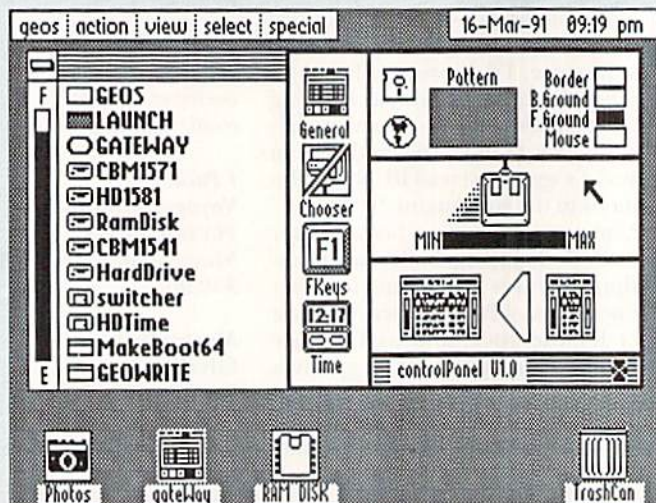 geos action view select special 16-Mar-91 09:19 pm
F
GEOS
LAUNCH
GATEWAY
CBM1571
HD1581
RamDisk
CBM1541
HardDrive
switcher
HDTime
MakeBoot64
GEOWRITE
E
General
Chooser
F1
FKeys
12:17
Time
Pattern
Border
B.Ground
F.Ground
Mouse
MIN MAX
controlPanel V1.0
Photos
gateWay
RAM DISK
TrashCan